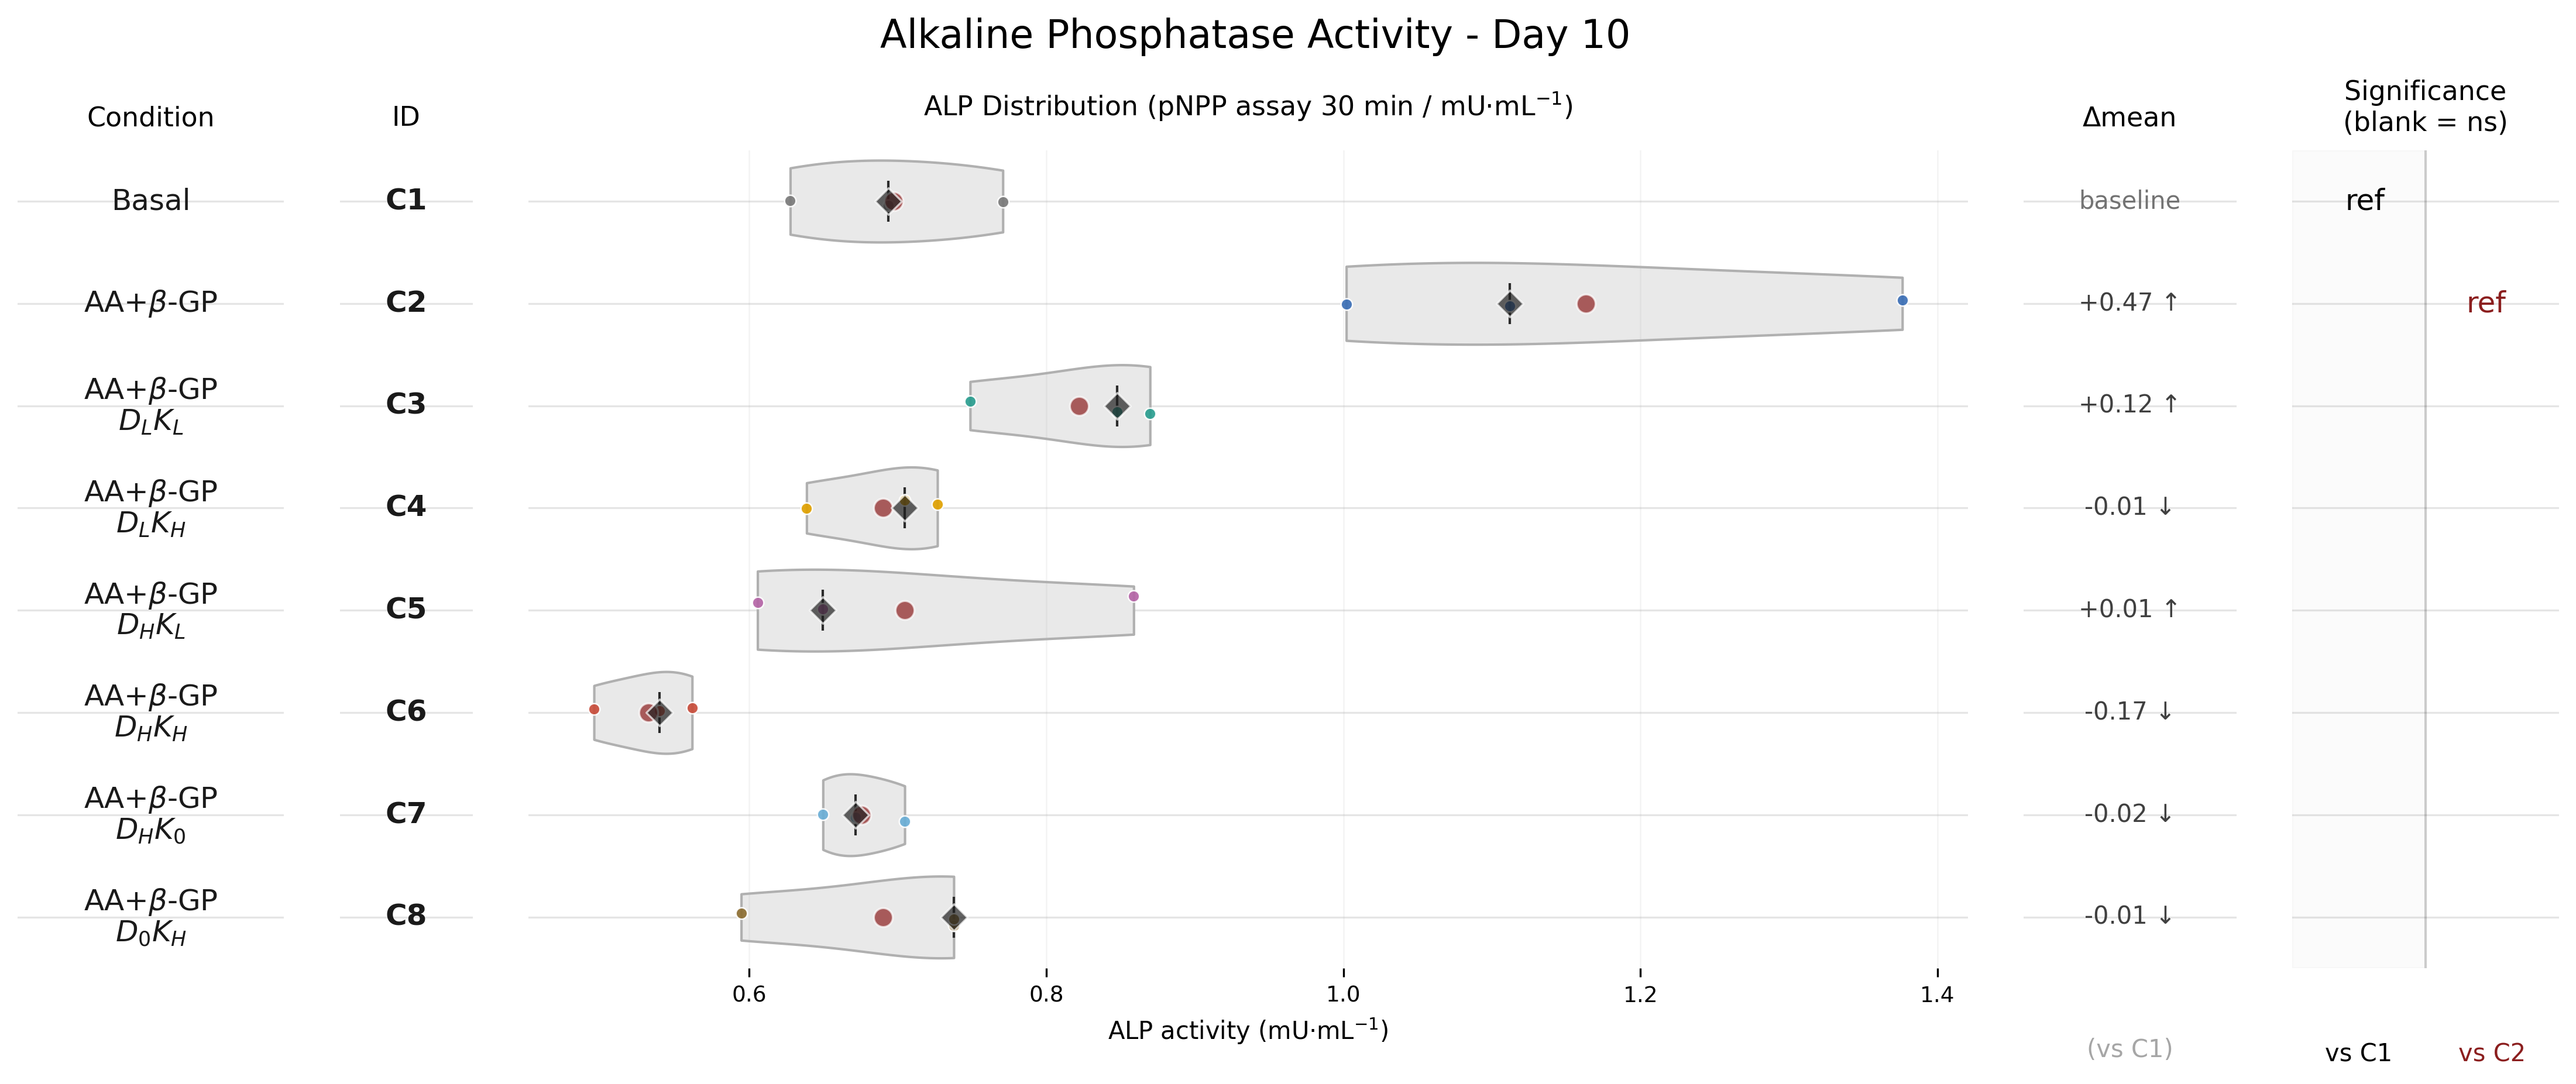 Alkaline Phosphatase Activity - Day 10
Condition
ID
ALP Distribution (pNPP assay 30 min / mU·mL⁻¹)
Δmean
Significance
(blank = ns)
Basal
C1
baseline
ref
AA+β-GP
C2
+0.47 ↑
ref
AA+β-GP
D_LK_L
C3
+0.12 ↑
AA+β-GP
D_LK_H
C4
-0.01 ↓
AA+β-GP
D_HK_L
C5
+0.01 ↑
AA+β-GP
D_HK_H
C6
-0.17 ↓
AA+β-GP
D_HK₀
C7
-0.02 ↓
AA+β-GP
D₀K_H
C8
-0.01 ↓
0.6 0.8 1.0 1.2 1.4
ALP activity (mU·mL⁻¹)
(vs C1)
vs C1
vs C2